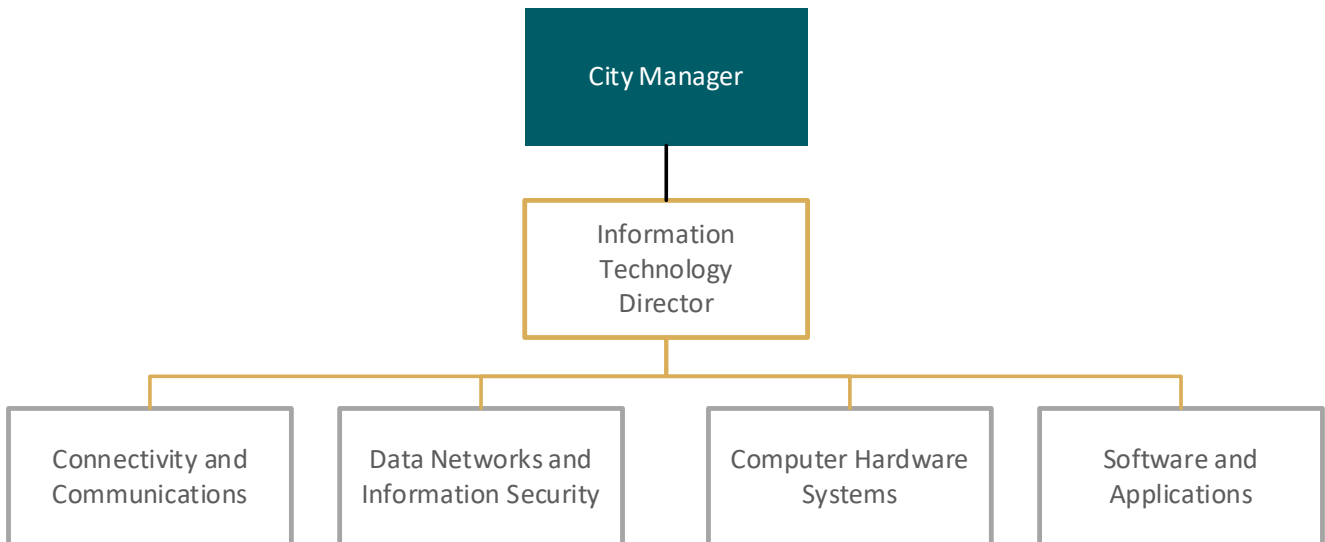 City Manager
Information
Technology
Director
Connectivity and
Communications
Data Networks and
Information Security
Computer Hardware
Systems
Software and
Applications